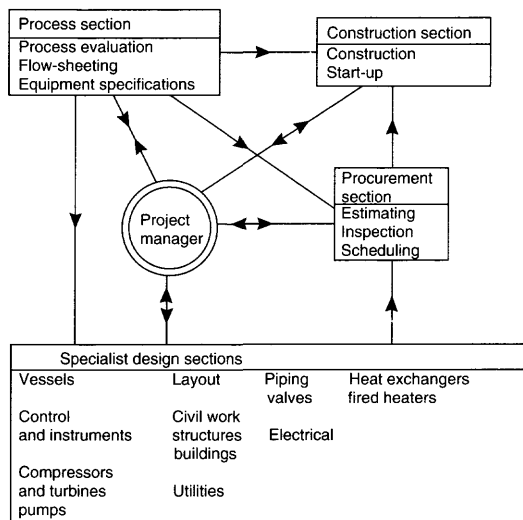 Process section
Process evaluation
Flow-sheeting
Equipment specifications
Construction section
Construction
Start-up
Project
manager
Procurement
section
Estimating
Inspection
Scheduling
Specialist design sections
Vessels
Control
and instruments
Compressors
and turbines
pumps
Layout
Civil work
structures
buildings
Utilities
Piping
valves
Electrical
Heat exchangers
fired heaters